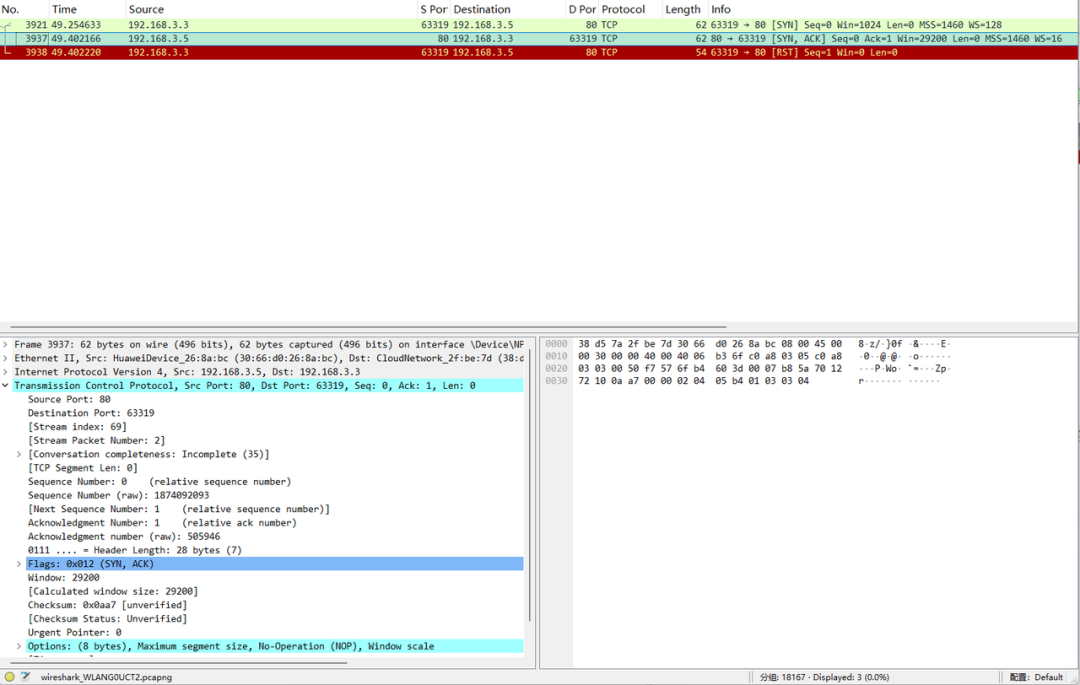 No. Time Source S Por Destination D Por Protocol Length Info
3921 49.254633 192.168.3.3 63319 192.168.3.5 80 TCP 62 63319 → 80 [SYN] Seq=0 Win=1024 Len=0 MSS=1460 WS=128
3937 49.402166 192.168.3.5 80 192.168.3.3 63319 TCP 62 80 → 63319 [SYN, ACK] Seq=0 Ack=1 Win=29200 Len=0 MSS=1460 WS=16
3938 49.402220 192.168.3.3 63319 192.168.3.5 80 TCP 54 63319 → 80 [RST] Seq=1 Win=0 Len=0
Frame 3937: 62 bytes on wire (496 bits), 62 bytes captured (496 bits) on interface \Device\NF
Ethernet II, Src: HuaweiDevice_26:8a:bc (30:66:d0:26:8a:bc), Dst: CloudNetwork_2f:be:7d (38:d
Internet Protocol Version 4, Src: 192.168.3.5, Dst: 192.168.3.3
Transmission Control Protocol, Src Port: 80, Dst Port: 63319, Seq: 0, Ack: 1, Len: 0
Source Port: 80
Destination Port: 63319
[Stream index: 69]
[Stream Packet Number: 2]
[Conversation completeness: Incomplete (35)]
[TCP Segment Len: 0]
Sequence Number: 0 (relative sequence number)
Sequence Number (raw): 1874092093
[Next Sequence Number: 1 (relative sequence number)]
Acknowledgment Number: 1 (relative ack number)
Acknowledgment number (raw): 505946
0111 .... = Header Length: 28 bytes (7)
Flags: 0x012 (SYN, ACK)
Window: 29200
[Calculated window size: 29200]
Checksum: 0x0aa7 [unverified]
[Checksum Status: Unverified]
Urgent Pointer: 0
Options: (8 bytes), Maximum segment size, No-Operation (NOP), Window scale
0000 38 d5 7a 2f be 7d 30 66 d0 26 8a bc 08 00 45 00 8·z/·}0f ·&····E·
0010 00 30 00 00 40 00 40 06 b3 6f c0 a8 03 05 c0 a8 ·0··@·@· ·o······
0020 03 03 00 50 f7 57 6f b4 60 3d 00 07 b8 5a 70 12 ···P·Wo· `=···Zp·
0030 72 10 0a a7 00 00 02 04 05 b4 01 03 03 04 r······· ······
wireshark_WLANG0UCT2.pcapng 分组: 18167 · Displayed: 3 (0.0%) 配置: Default